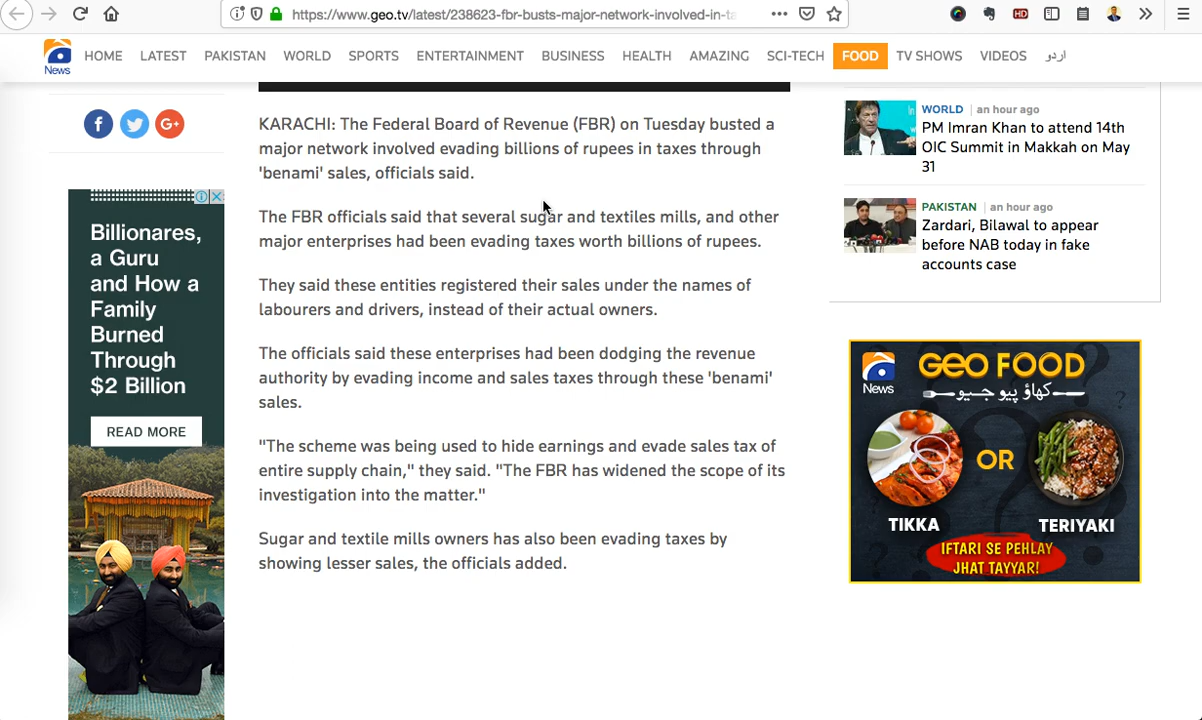 https://www.geo.tv/latest/238623-fbr-busts-major-network-involved-in-ta
HD
News
HOME
LATEST
PAKISTAN
WORLD
SPORTS
ENTERTAINMENT
BUSINESS
HEALTH
AMAZING
SCI-TECH
FOOD
TV SHOWS
VIDEOS
اردو
f
G+
Billionares,
a Guru
and How a
Family
Burned
Through
$2 Billion
READ MORE
KARACHI: The Federal Board of Revenue (FBR) on Tuesday busted a
major network involved evading billions of rupees in taxes through
'benami' sales, officials said.
The FBR officials said that several sugar and textiles mills, and other
major enterprises had been evading taxes worth billions of rupees.
They said these entities registered their sales under the names of
labourers and drivers, instead of their actual owners.
The officials said these enterprises had been dodging the revenue
authority by evading income and sales taxes through these 'benami'
sales.
"The scheme was being used to hide earnings and evade sales tax of
entire supply chain," they said. "The FBR has widened the scope of its
investigation into the matter."
Sugar and textile mills owners has also been evading taxes by
showing lesser sales, the officials added.
WORLD | an hour ago
PM Imran Khan to attend 14th
OIC Summit in Makkah on May
31
PAKISTAN | an hour ago
Zardari, Bilawal to appear
before NAB today in fake
accounts case
News
GEO FOOD
کھاؤ پیو جیو
TIKKA
OR
TERIYAKI
IFTARI SE PEHLAY
JHAT TAYYAR!